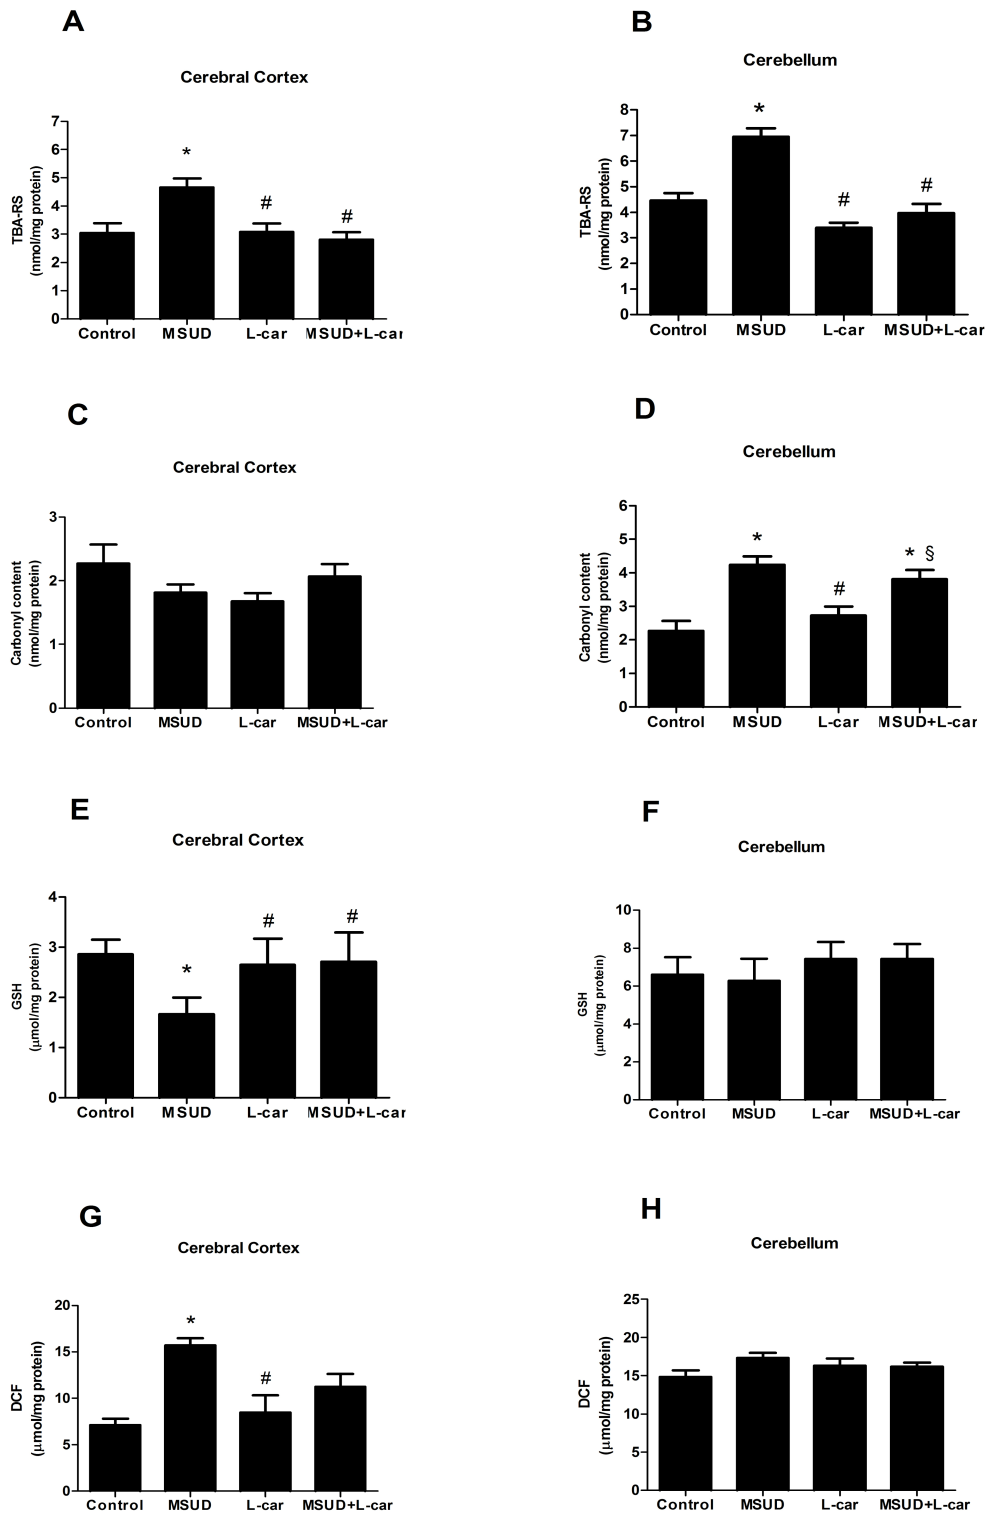 A
Cerebral Cortex
TBA-RS
(nmol/mg protein)
7
6
5
4
3
2
1
0
*
#
#
Control MSUD L-car MSUD+L-car
B
Cerebellum
TBA-RS
(nmol/mg protein)
8
7
6
5
4
3
2
1
0
*
#
#
Control MSUD L-car MSUD+L-car
C
Cerebral Cortex
Carbonyl content
(nmol/mg protein)
3
2
1
0
Control MSUD L-car MSUD+L-car
D
Cerebellum
Carbonyl content
(nmol/mg protein)
6
5
4
3
2
1
0
*
#
* §
Control MSUD L-car MSUD+L-car
E
Cerebral Cortex
GSH
(μmol/mg protein)
4
3
2
1
0
*
#
#
Control MSUD L-car MSUD+L-car
F
Cerebellum
GSH
(μmol/mg protein)
10
8
6
4
2
0
Control MSUD L-car MSUD+L-car
G
Cerebral Cortex
DCF
(μmol/mg protein)
20
15
10
5
0
*
#
Control MSUD L-car MSUD+L-car
H
Cerebellum
DCF
(μmol/mg protein)
25
20
15
10
5
0
Control MSUD L-car MSUD+L-car